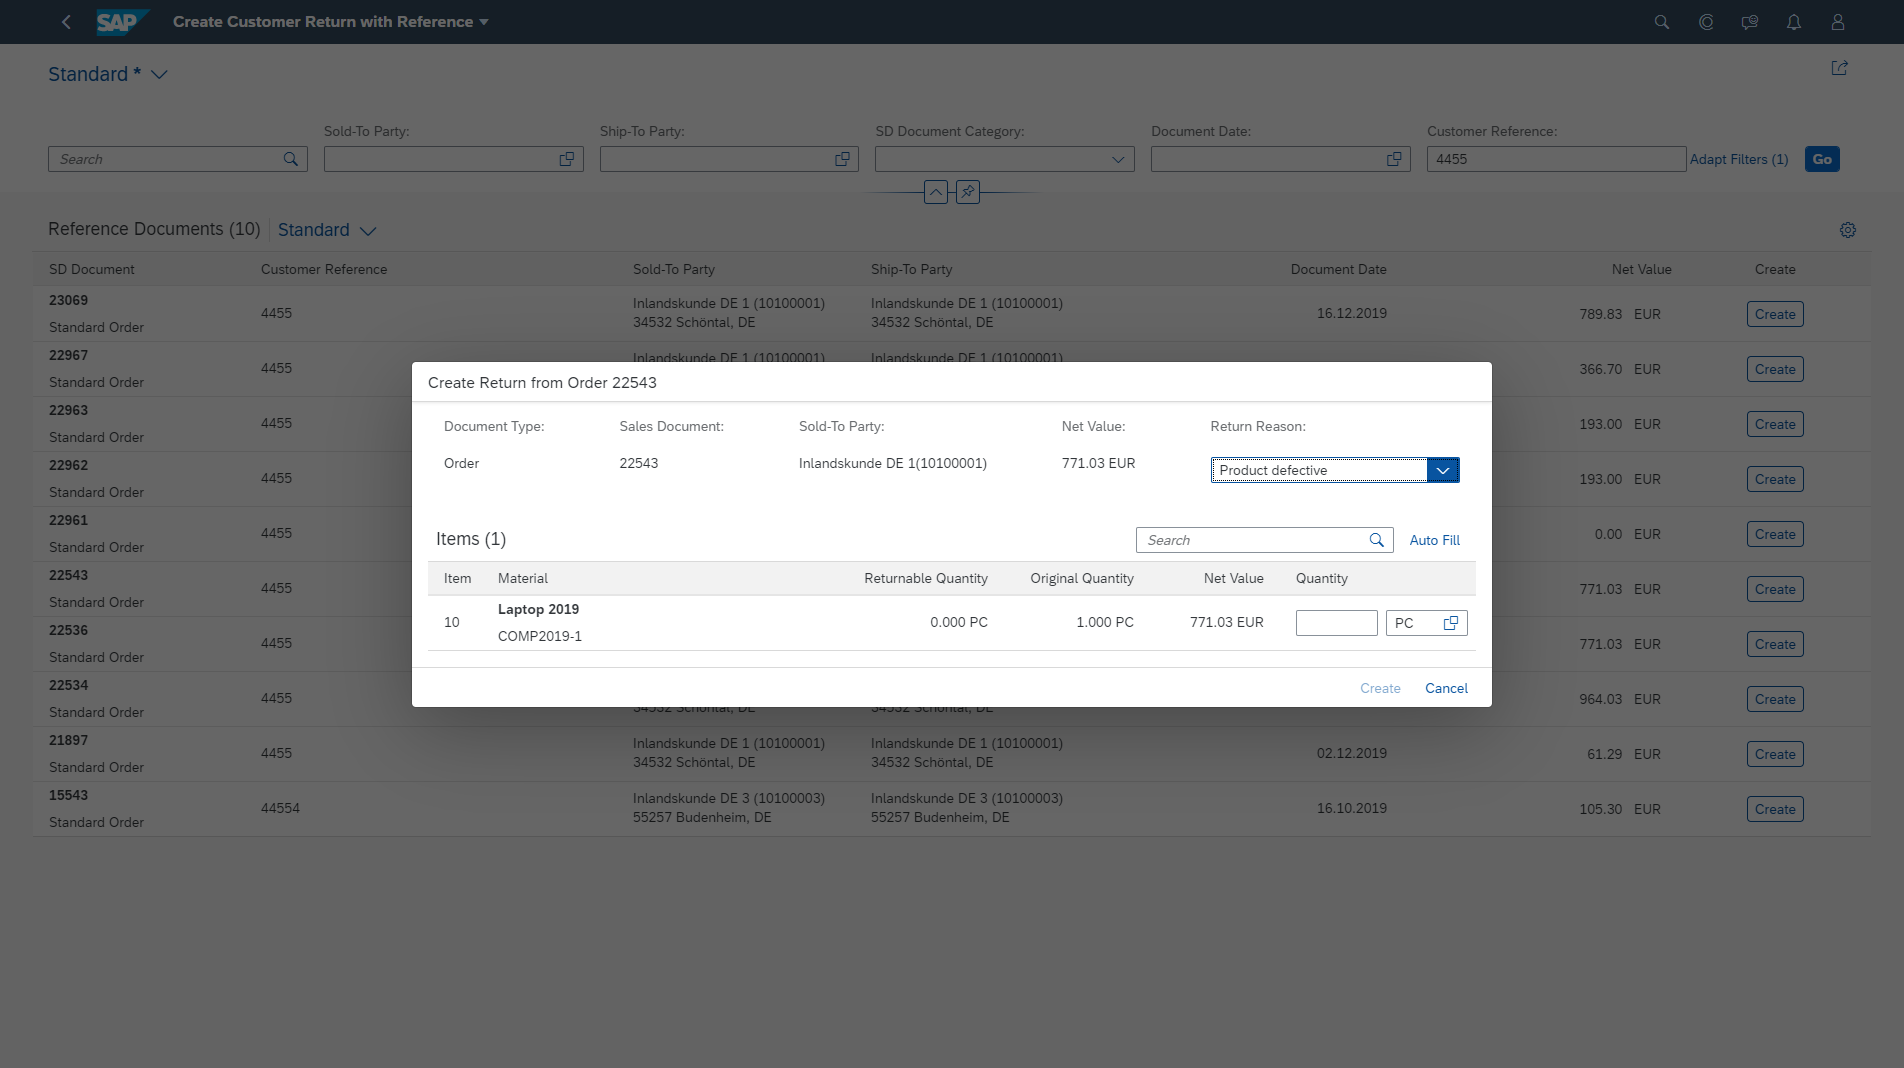 SAP Create Customer Return with Reference
Standard *
Sold-To Party: Ship-To Party: SD Document Category: Document Date: Customer Reference:
Search 4455 Adapt Filters (1) Go
Reference Documents (10) Standard
SD Document Customer Reference Sold-To Party Ship-To Party Document Date Net Value Create
23069 Inlandskunde DE 1 (10100001) Inlandskunde DE 1 (10100001)
4455 16.12.2019 789.83 EUR Create
Standard Order 34532 Schöntal, DE 34532 Schöntal, DE
22967 Inlandskunde DE 1 (10100001) Inlandskunde DE 1 (10100001)
4455 366.70 EUR Create
Standard Order
22963
4455 193.00 EUR Create
Standard Order
22962
4455 193.00 EUR Create
Standard Order
22961
4455 0.00 EUR Create
Standard Order
22543
4455 771.03 EUR Create
Standard Order
22536
4455 771.03 EUR Create
Standard Order
22534
4455 964.03 EUR Create
Standard Order 34532 Schöntal, DE 34532 Schöntal, DE
21897 Inlandskunde DE 1 (10100001) Inlandskunde DE 1 (10100001)
4455 02.12.2019 61.29 EUR Create
Standard Order 34532 Schöntal, DE 34532 Schöntal, DE
15543 Inlandskunde DE 3 (10100003) Inlandskunde DE 3 (10100003)
44554 16.10.2019 105.30 EUR Create
Standard Order 55257 Budenheim, DE 55257 Budenheim, DE
Create Return from Order 22543
Document Type: Sales Document: Sold-To Party: Net Value: Return Reason:
Order 22543 Inlandskunde DE 1(10100001) 771.03 EUR Product defective
Items (1) Search Auto Fill
Item Material Returnable Quantity Original Quantity Net Value Quantity
Laptop 2019
10 0.000 PC 1.000 PC 771.03 EUR PC
COMP2019-1
Create Cancel